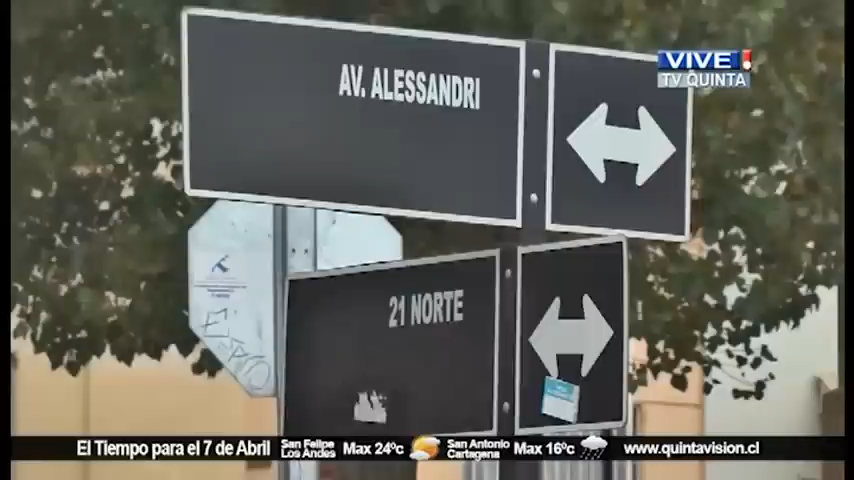 AV. ALESSANDRI
VIVE!
TV QUINTA
21 NORTE
El Tiempo para el 7 de Abril
San Felipe
Los Andes
Max 24ºc
San Antonio
Cartagena
Max 16ºc
www.quintavision.cl